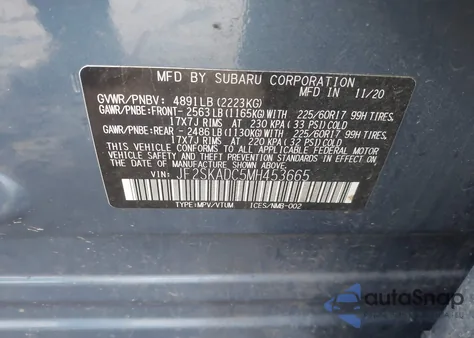 MFD BY SUBARU CORPORATION IN 11/20
GVWR/PNBV: 4891LB (2223KG)
GAWR/PNBE:FRONT- 2563LB (1165KG)WITH 225/60R17 99H TIRES.
17X7J RIMS AT 230 KPA (33 PSI) COLD
GAWR/PNBE:REAR - 2486LB (1130KG)WITH 225/60R17 99H TIRES.
17X7J RIMS AT 220 KPA (32 PSI) COLD
THIS VEHICLE CONFORMS TO ALL APPLICABLE
FEDERAL MOTOR VEHICLE SAFETY, BUMPER, AND
THEFT PREVENTION STANDARDS IN EFFECT ON
THE DATE OF MANUFACTURE SHOWN ABOVE.
VIN: JF2SKADC5MH453665
TYPE:MPV/VTUM ICES/NMB-002
autoSnap